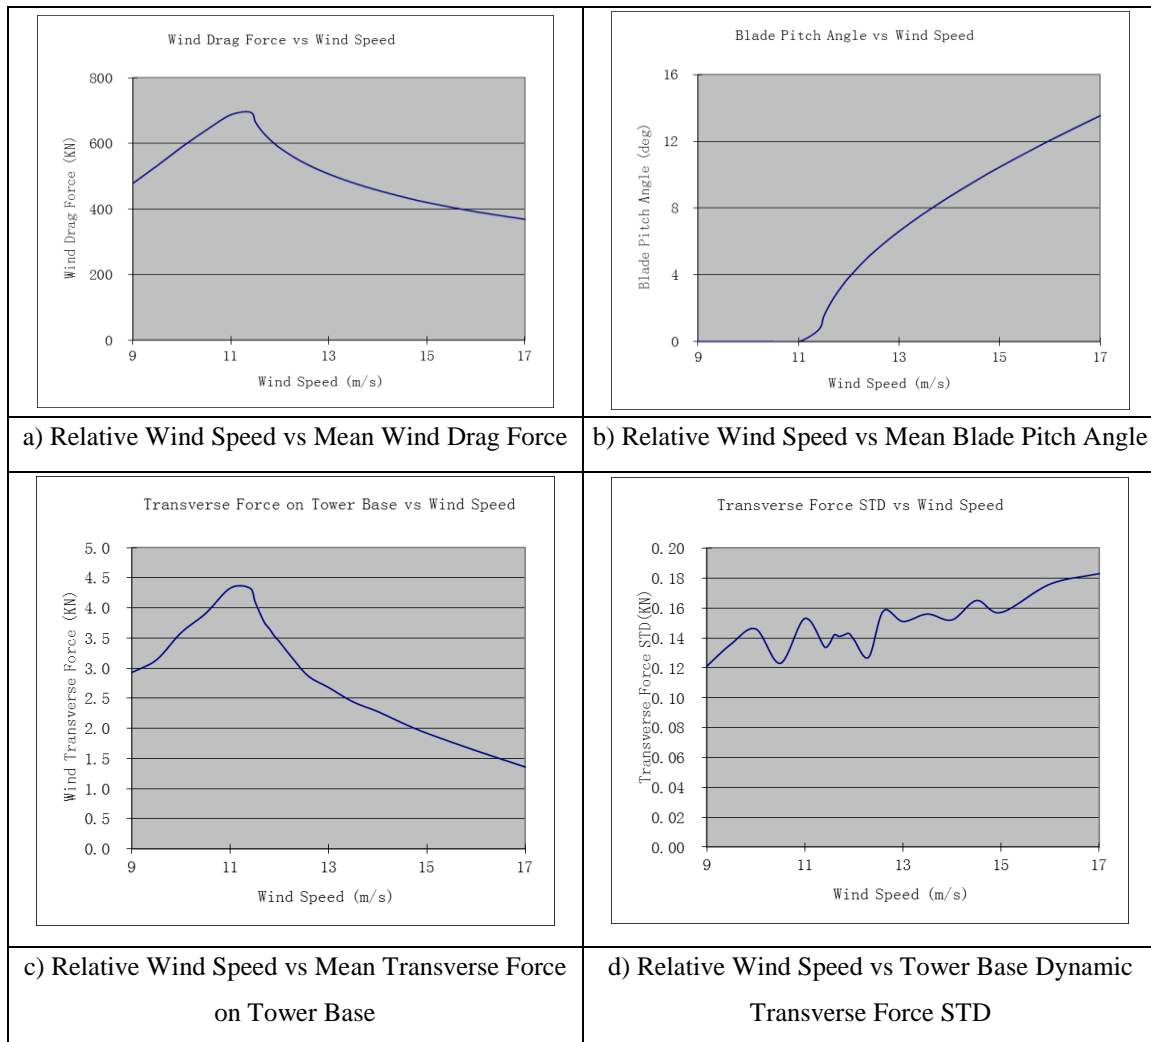 Wind Drag Force vs Wind Speed
800
600
400
200
0
Wind Drag Force (KN)
9 11 13 15 17
Wind Speed (m/s)
a) Relative Wind Speed vs Mean Wind Drag Force
Blade Pitch Angle vs Wind Speed
16
12
8
4
0
Blade Pitch Angle (deg)
9 11 13 15 17
Wind Speed (m/s)
b) Relative Wind Speed vs Mean Blade Pitch Angle
Transverse Force on Tower Base vs Wind Speed
5.0
4.5
4.0
3.5
3.0
2.5
2.0
1.5
1.0
0.5
0.0
Wind Transverse Force (KN)
9 11 13 15 17
Wind Speed (m/s)
c) Relative Wind Speed vs Mean Transverse Force
on Tower Base
Transverse Force STD vs Wind Speed
0.20
0.18
0.16
0.14
0.12
0.10
0.08
0.06
0.04
0.02
0.00
Transverse Force STD(KN)
9 11 13 15 17
Wind Speed (m/s)
d) Relative Wind Speed vs Tower Base Dynamic
Transverse Force STD